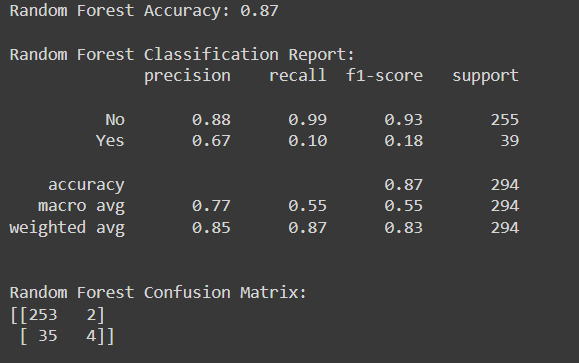 Random Forest Accuracy: 0.87
Random Forest Classification Report:
precision recall f1-score support
No 0.88 0.99 0.93 255
Yes 0.67 0.10 0.18 39
accuracy 0.87 294
macro avg 0.77 0.55 0.55 294
weighted avg 0.85 0.87 0.83 294
Random Forest Confusion Matrix:
[[253 2]
[ 35 4]]